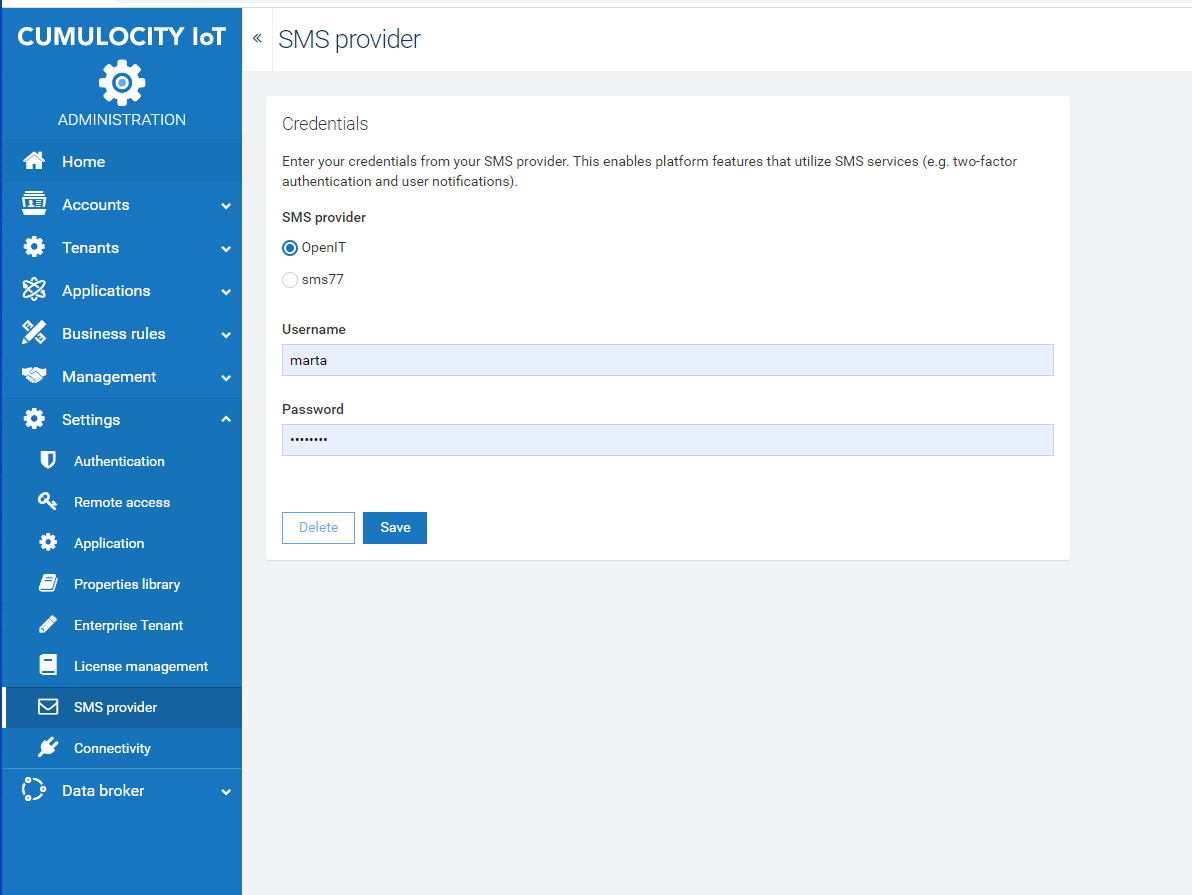 CUMULOCITY IoT
ADMINISTRATION
Home
Accounts
Tenants
Applications
Business rules
Management
Settings
Authentication
Remote access
Application
Properties library
Enterprise Tenant
License management
SMS provider
Connectivity
Data broker
« SMS provider
Credentials
Enter your credentials from your SMS provider. This enables platform features that utilize SMS services (e.g. two-factor
authentication and user notifications).
SMS provider
OpenIT
sms77
Username
marta
Password
••••••••
Delete Save